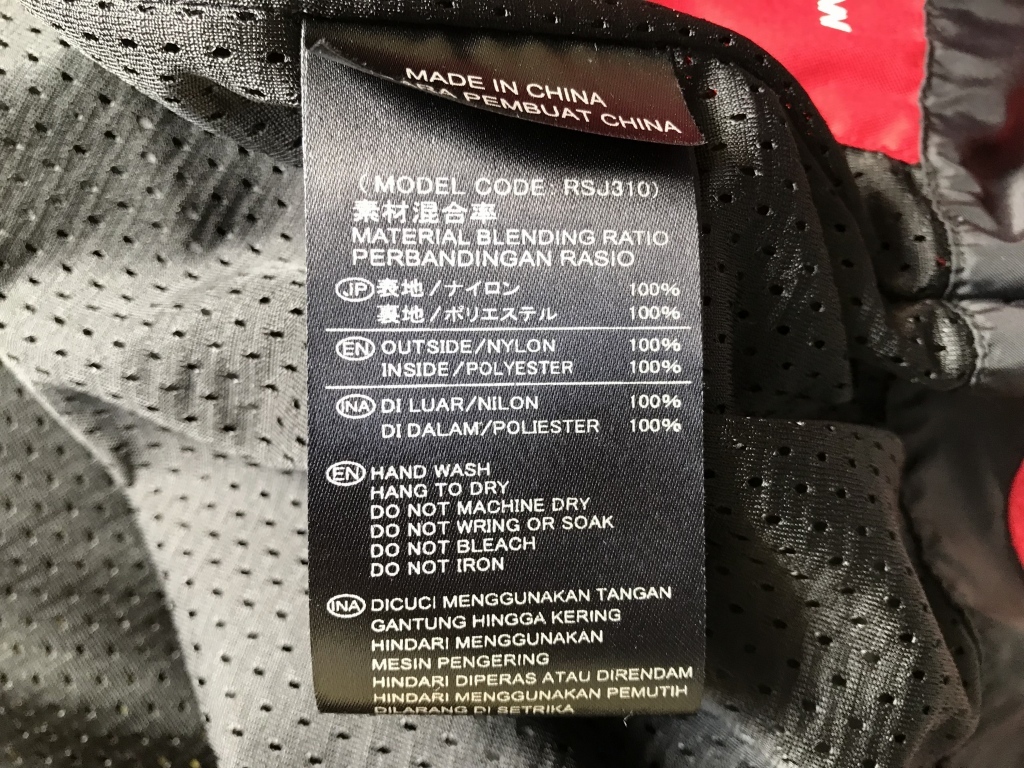 MADE IN CHINA
PEMBUAT CHINA
(MODEL CODE: RSJ310)
素材混合率
MATERIAL BLENDING RATIO
PERBANDINGAN RASIO
JP 表地/ナイロン 100%
裏地/ポリエステル 100%
EN OUTSIDE/NYLON 100%
INSIDE/POLYESTER 100%
INA DI LUAR/NILON 100%
DI DALAM/POLIESTER 100%
EN HAND WASH
HANG TO DRY
DO NOT MACHINE DRY
DO NOT WRING OR SOAK
DO NOT BLEACH
DO NOT IRON
INA DICUCI MENGGUNAKAN TANGAN
GANTUNG HINGGA KERING
HINDARI MENGGUNAKAN
MESIN PENGERING
HINDARI DIPERAS ATAU DIRENDAM
HINDARI MENGGUNAKAN PEMUTIH
DILARANG DI SETRIKA